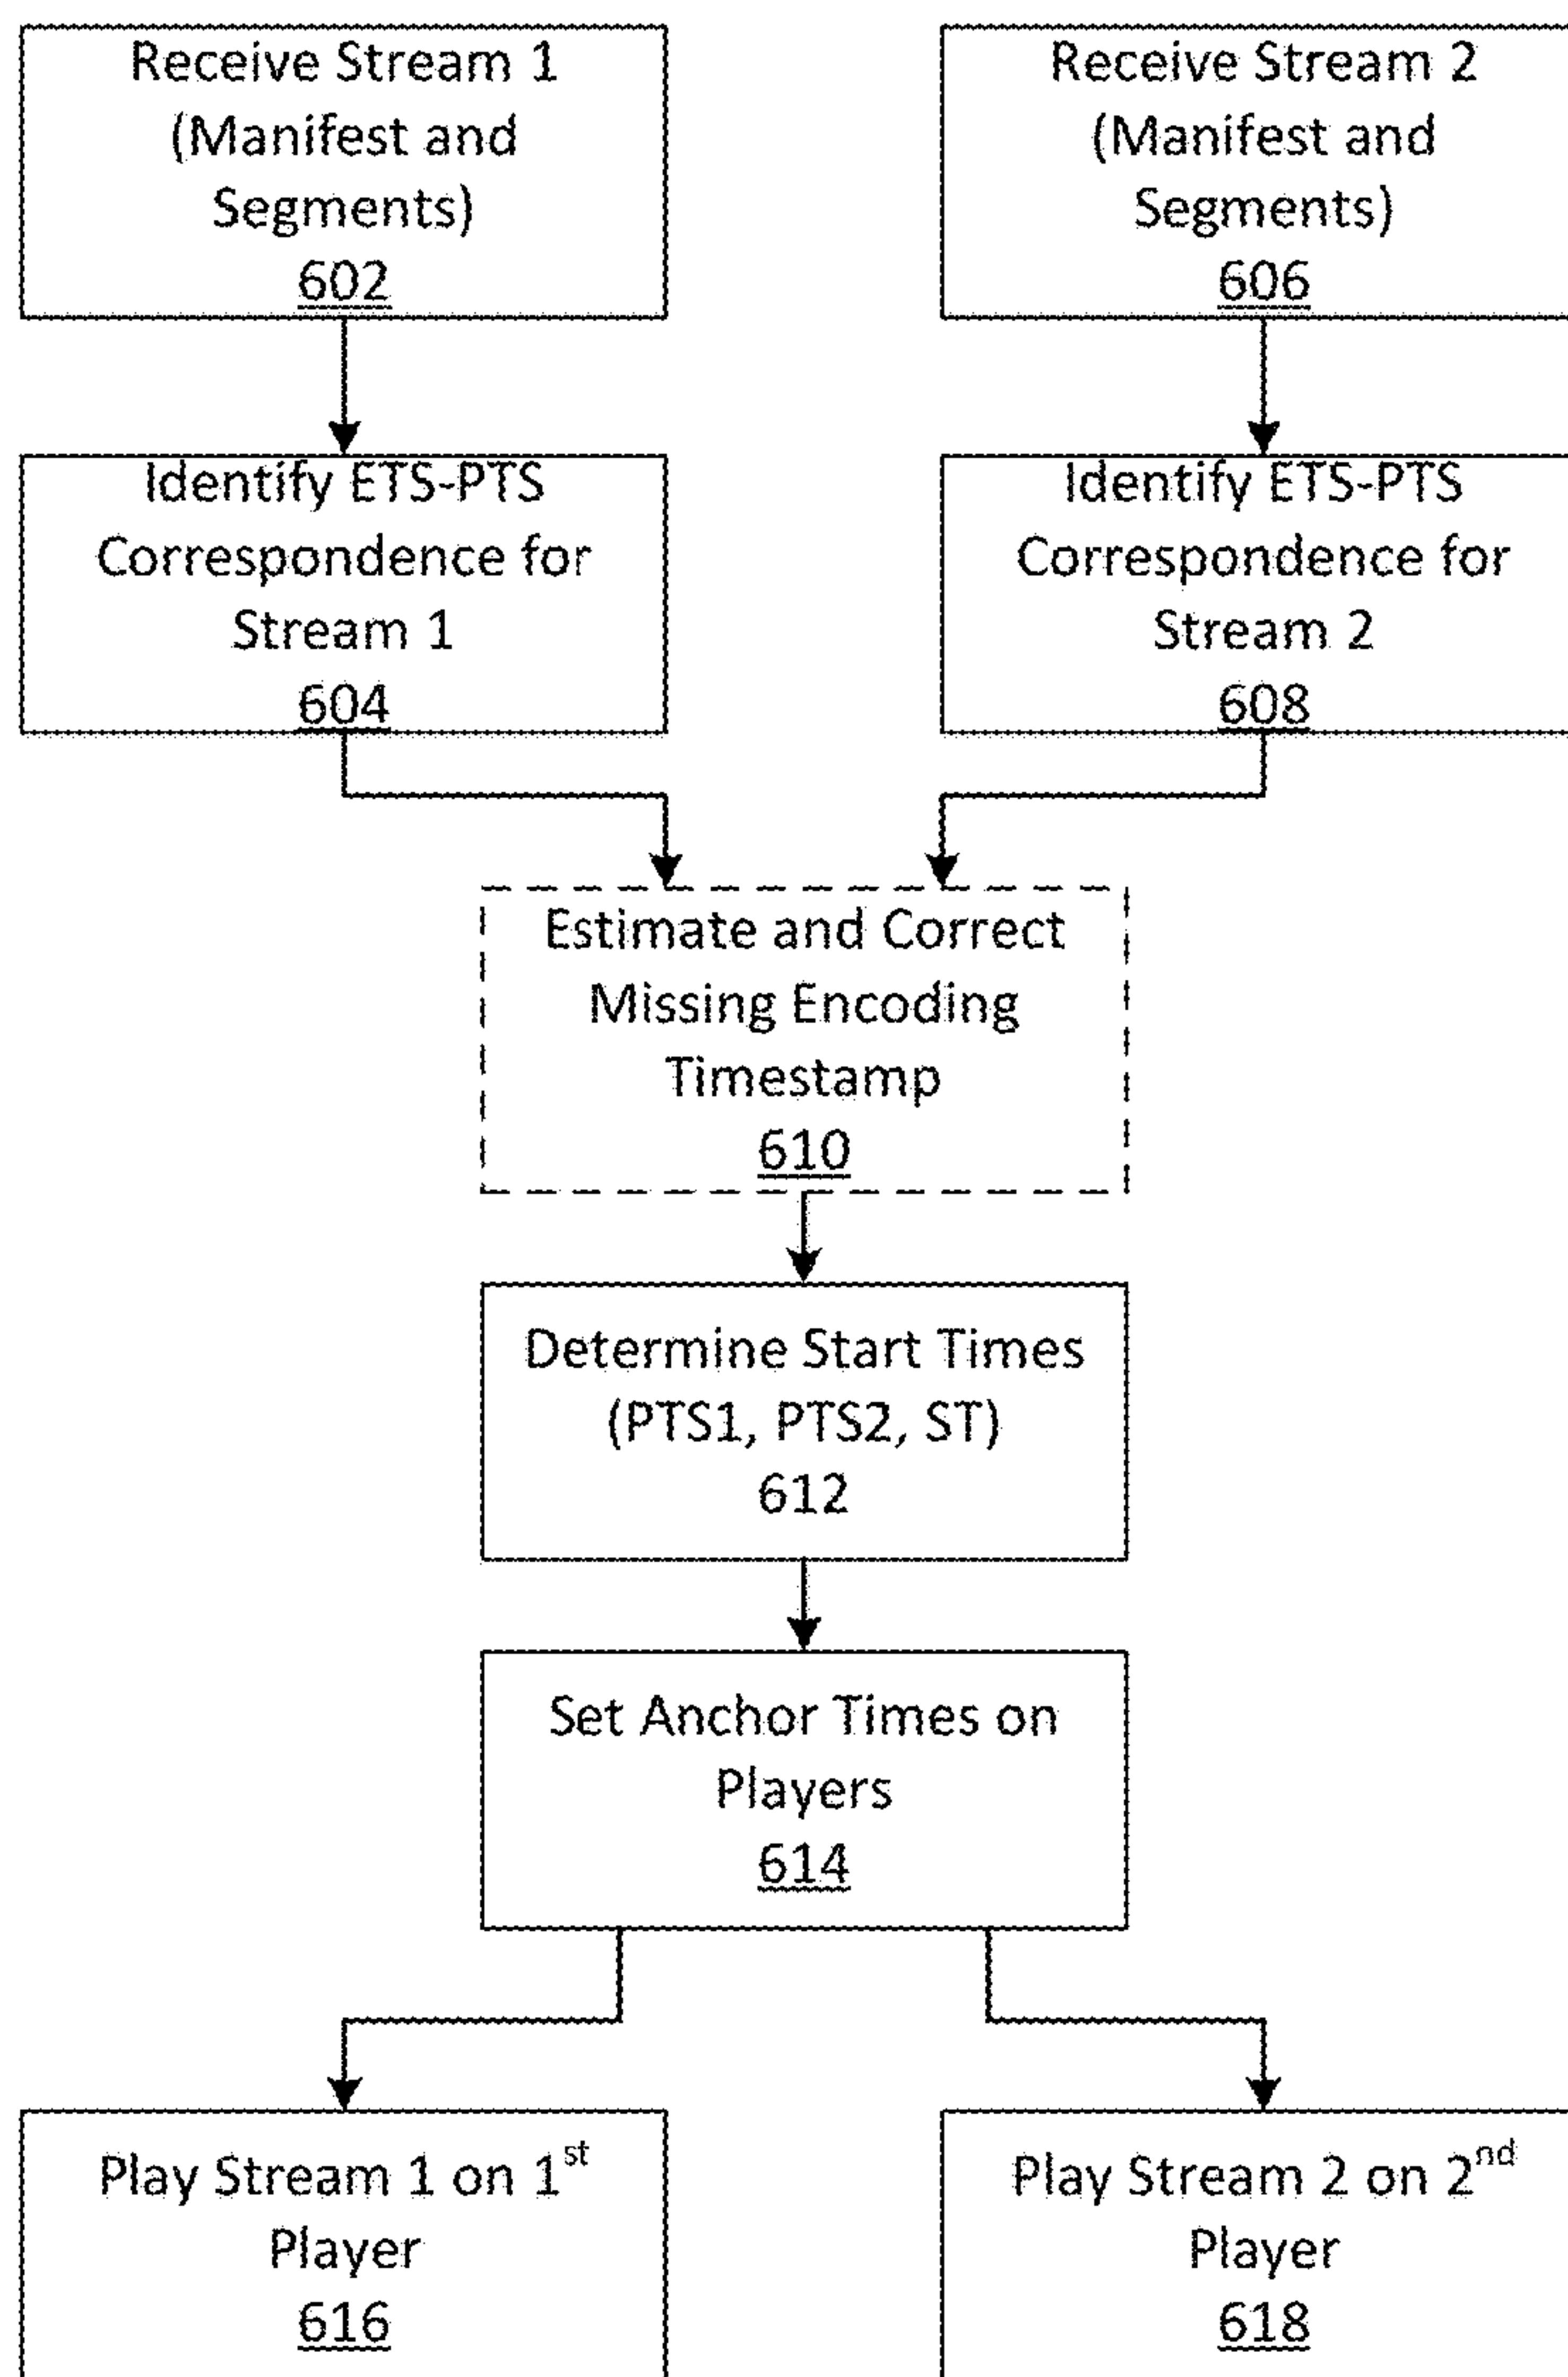 Receive Stream 1
(Manifest and
Segments)
602
Receive Stream 2
(Manifest and
Segments)
606
Identify ETS-PTS
Correspondence for
Stream 1
604
Identify ETS-PTS
Correspondence for
Stream 2
608
Estimate and Correct
Missing Encoding
Timestamp
610
Determine Start Times
(PTS1, PTS2, ST)
612
Set Anchor Times on
Players
614
Play Stream 1 on 1st
Player
616
Play Stream 2 on 2nd
Player
618